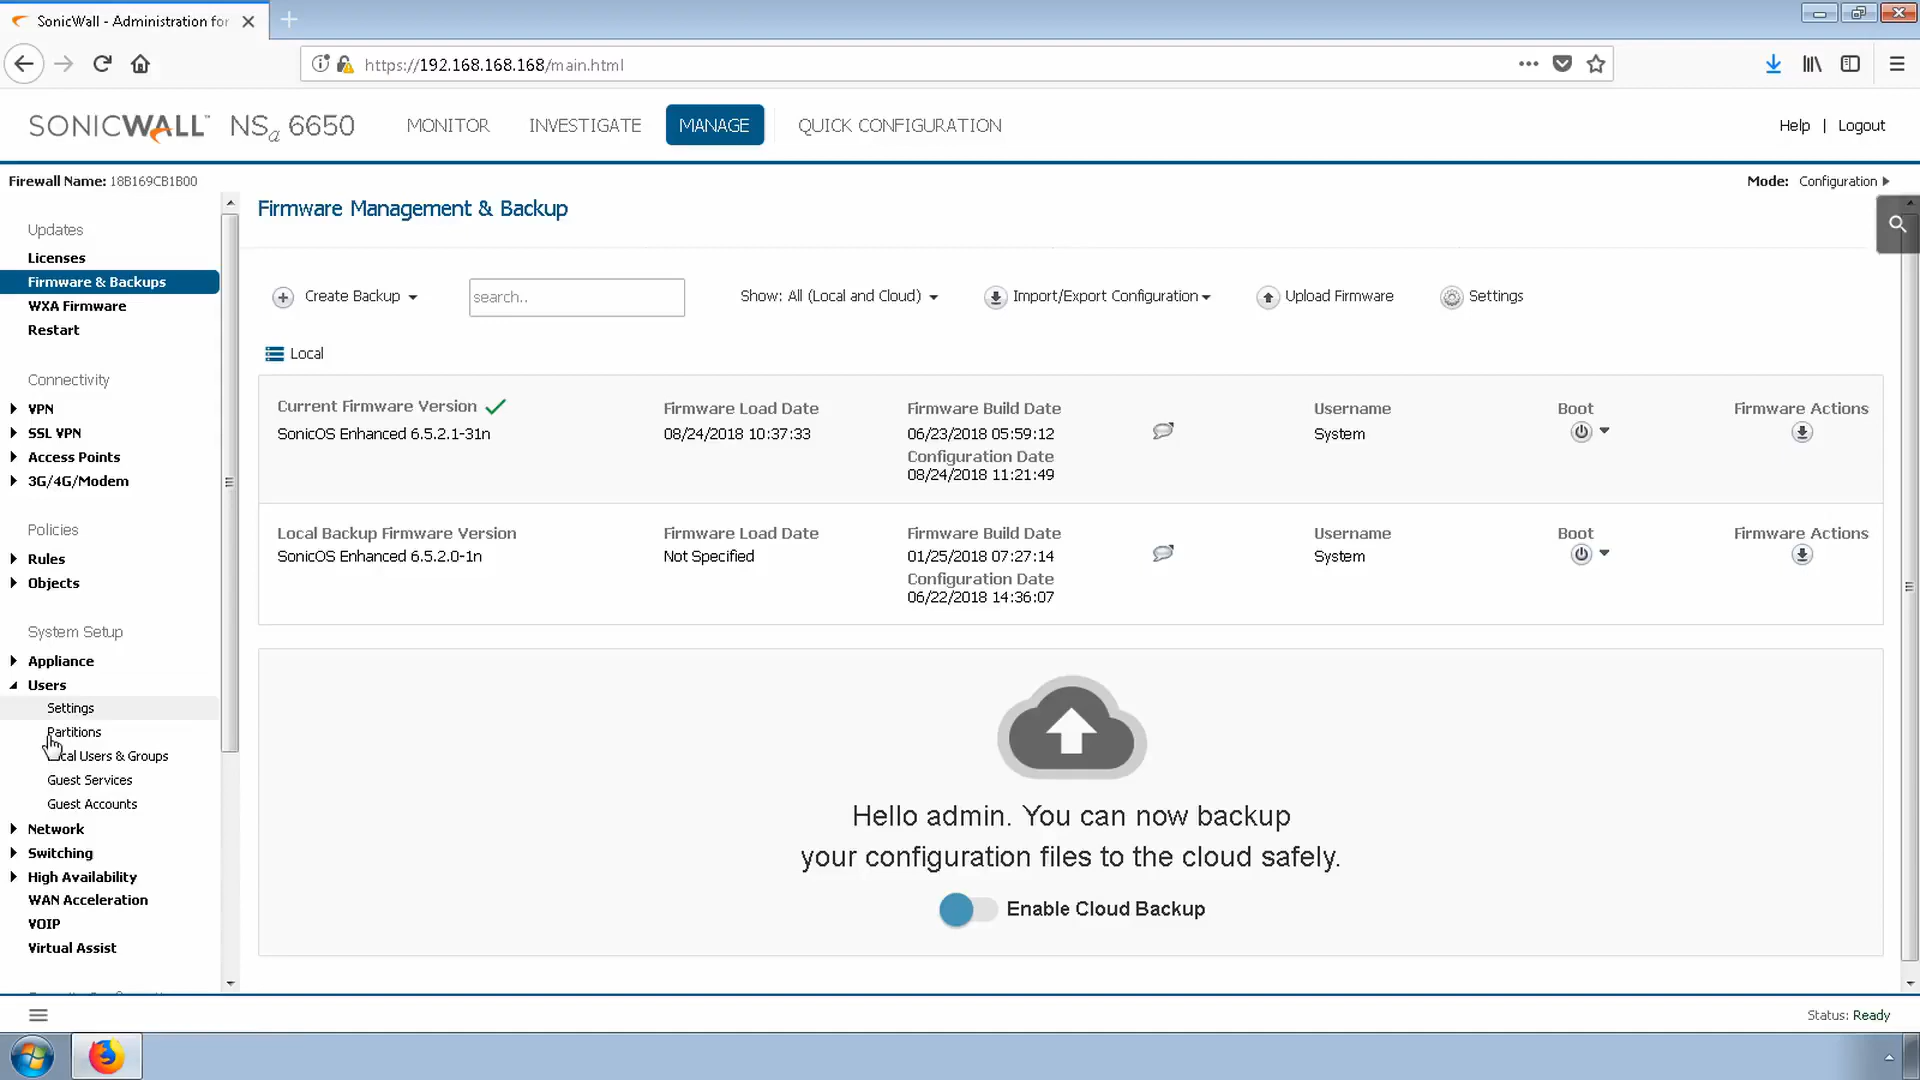 SonicWall - Administration for
https://192.168.168.168/main.html
SONICWALL NSa 6650
MONITOR
INVESTIGATE
MANAGE
QUICK CONFIGURATION
Help | Logout
Firewall Name: 18B169CB1B00
Mode: Configuration
Updates
Licenses
Firmware & Backups
WXA Firmware
Restart
Connectivity
VPN
SSL VPN
Access Points
3G/4G/Modem
Policies
Rules
Objects
System Setup
Appliance
Users
Settings
Partitions
Users & Groups
Guest Services
Guest Accounts
Network
Switching
High Availability
WAN Acceleration
VOIP
Virtual Assist
Firmware Management & Backup
Create Backup
search..
Show: All (Local and Cloud)
Import/Export Configuration
Upload Firmware
Settings
Local
Current Firmware Version
SonicOS Enhanced 6.5.2.1-31n
Firmware Load Date
08/24/2018 10:37:33
Firmware Build Date
06/23/2018 05:59:12
Configuration Date
08/24/2018 11:21:49
Username
System
Boot
Firmware Actions
Local Backup Firmware Version
SonicOS Enhanced 6.5.2.0-1n
Firmware Load Date
Not Specified
Firmware Build Date
01/25/2018 07:27:14
Configuration Date
06/22/2018 14:36:07
Username
System
Boot
Firmware Actions
Hello admin. You can now backup
your configuration files to the cloud safely.
Enable Cloud Backup
Status: Ready